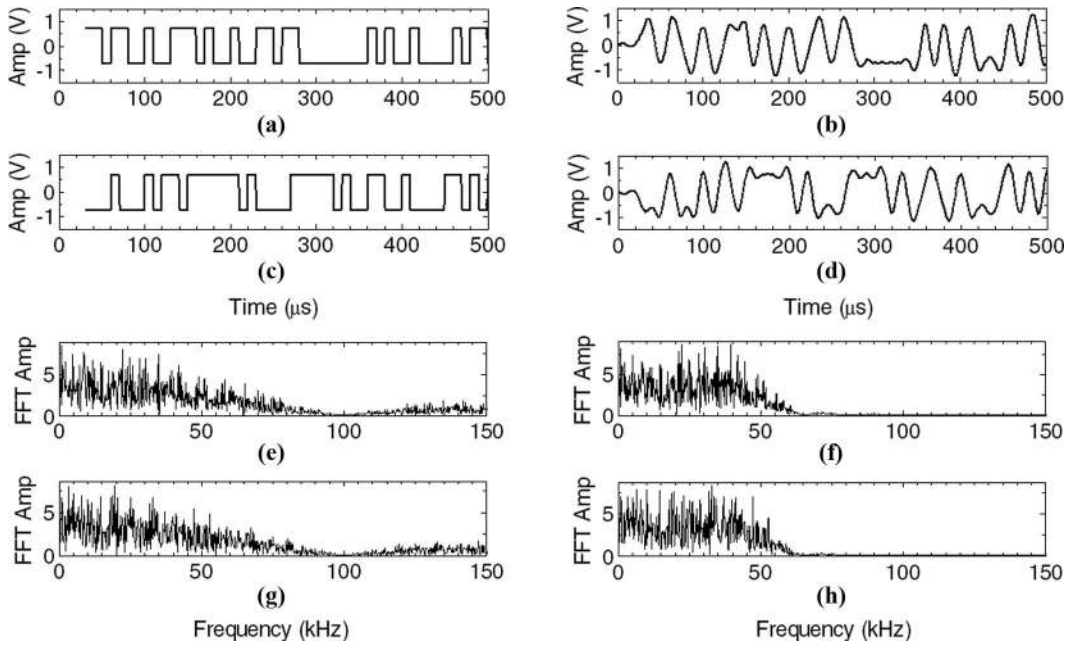 Amp (V)
1
0
-1
0 100 200 300 400 500
(a)
Amp (V)
1
0
-1
0 100 200 300 400 500
(b)
Amp (V)
1
0
-1
0 100 200 300 400 500
(c)
Amp (V)
1
0
-1
0 100 200 300 400 500
(d)
Time (μs)
Time (μs)
FFT Amp
5
0
0 50 100 150
(e)
FFT Amp
5
0
0 50 100 150
(f)
FFT Amp
5
0
0 50 100 150
(g)
FFT Amp
5
0
0 50 100 150
(h)
Frequency (kHz)
Frequency (kHz)